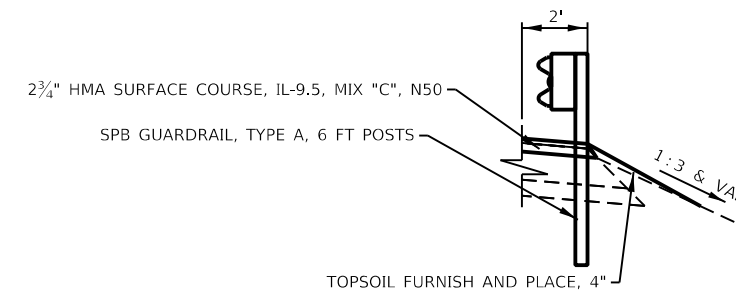 2'
2¾" HMA SURFACE COURSE, IL-9.5, MIX "C", N50
SPB GUARDRAIL, TYPE A, 6 FT POSTS
1:3 & VA
TOPSOIL FURNISH AND PLACE, 4"